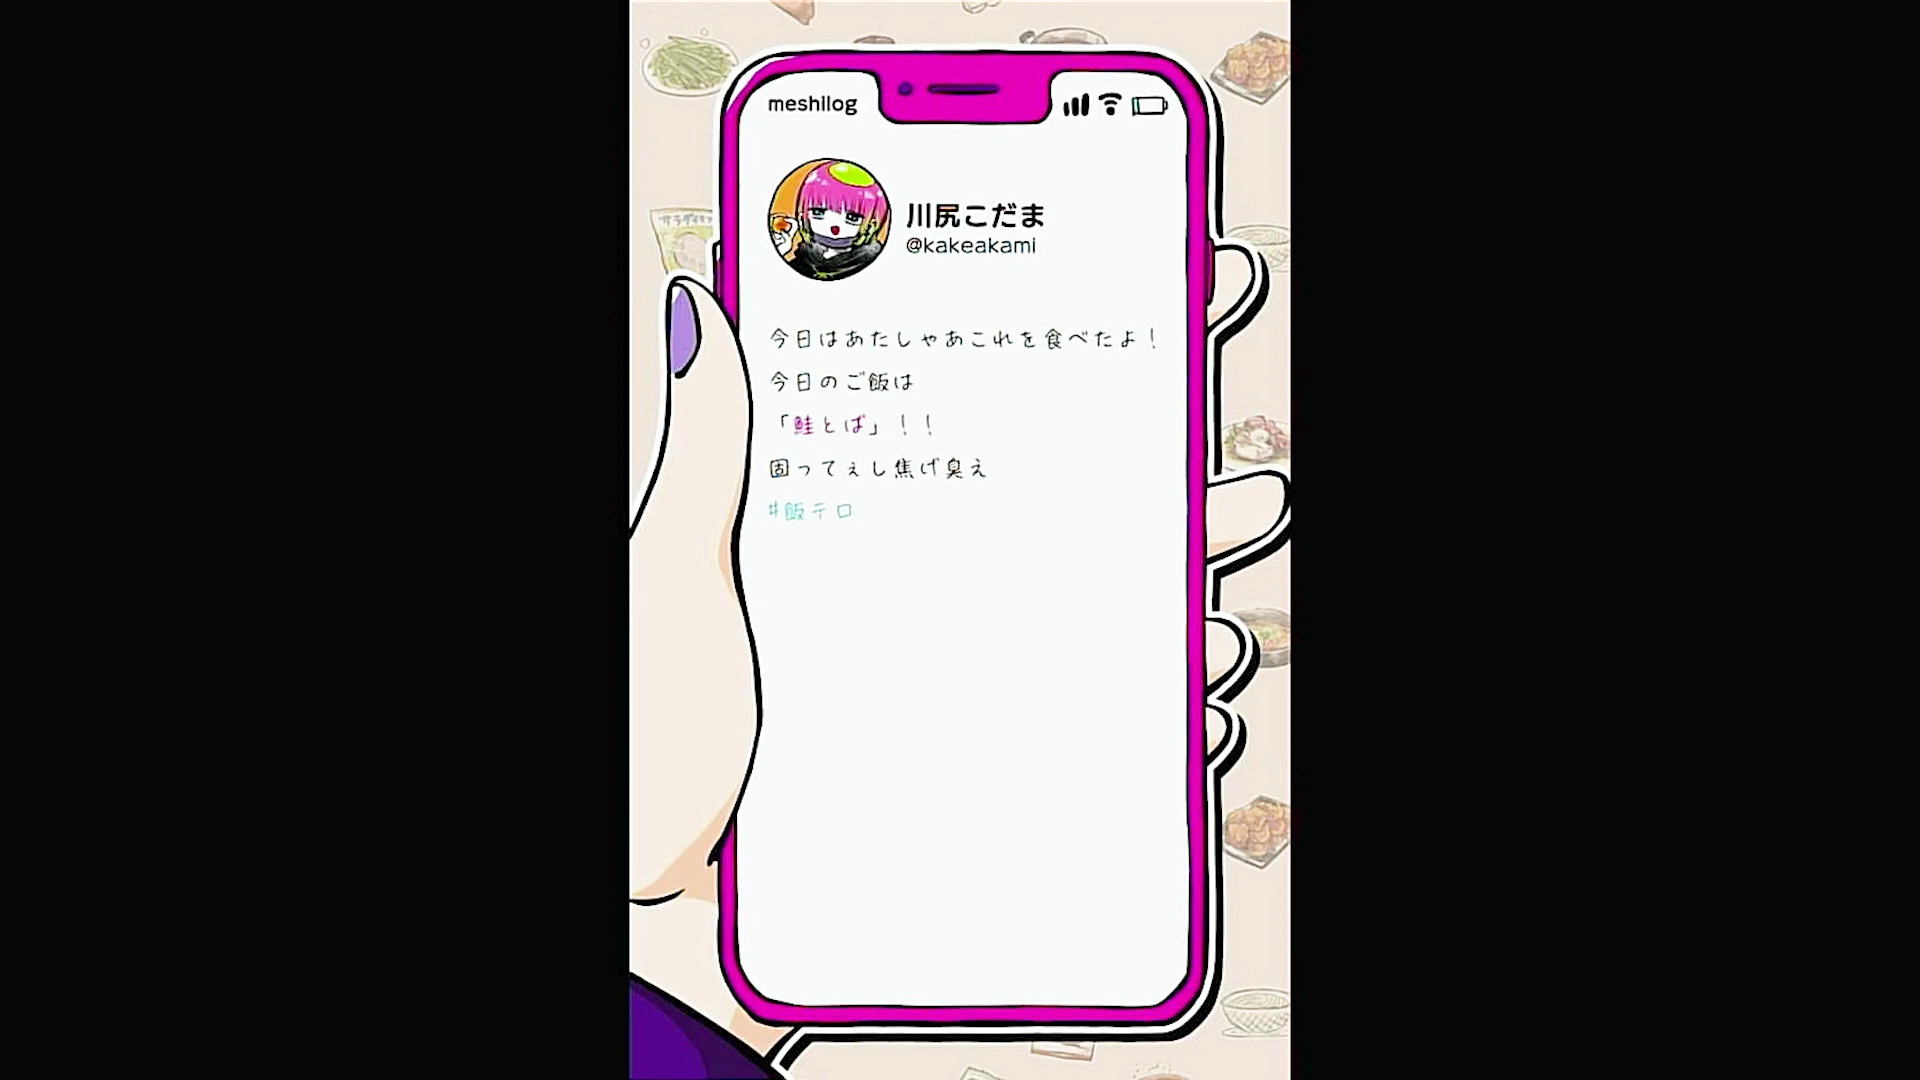 meshilog
川尻こだま
@kakeakami
今日はあたしゃあこれを食べたよ！
今日のご飯は
「鮭とば」！！
固ってぇし焦げ臭え
#飯テロ